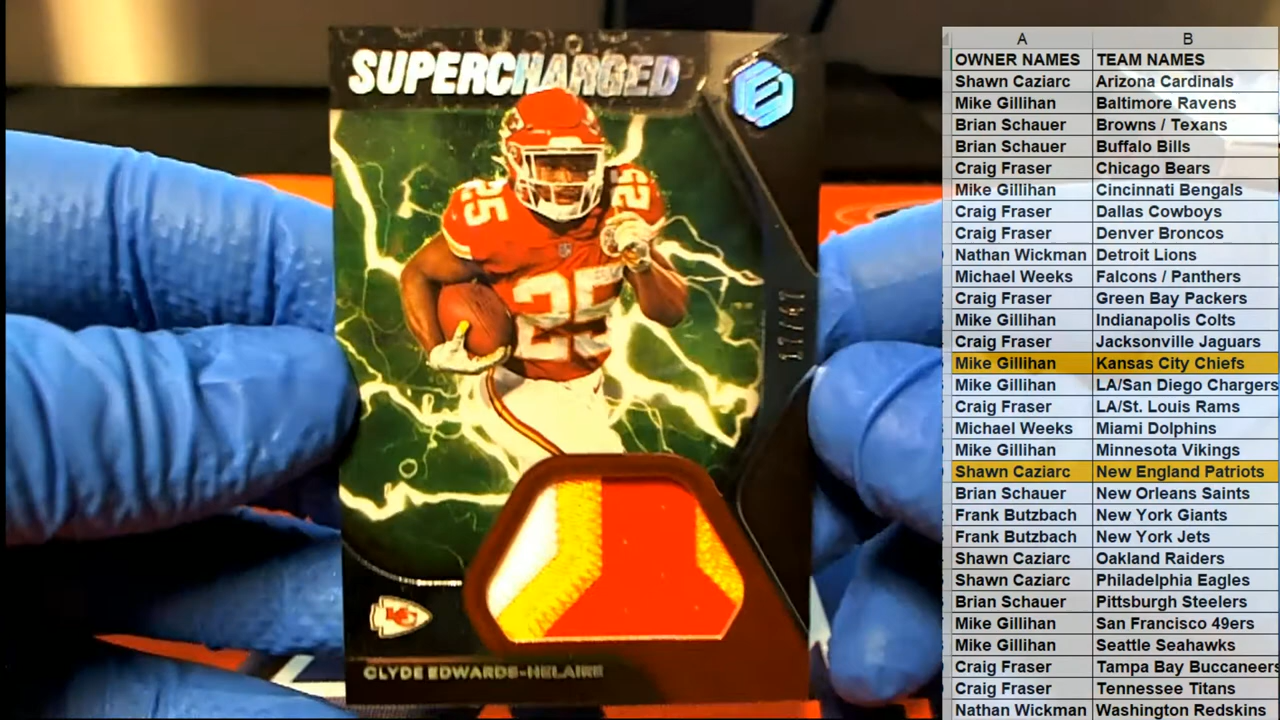 SUPERCHARGED
25
25
25
17/47
KC
CLYDE EDWARDS-HELAIRE
A B
OWNER NAMES TEAM NAMES
Shawn Caziarc Arizona Cardinals
Mike Gillihan Baltimore Ravens
Brian Schauer Browns / Texans
Brian Schauer Buffalo Bills
Craig Fraser Chicago Bears
Mike Gillihan Cincinnati Bengals
Craig Fraser Dallas Cowboys
Craig Fraser Denver Broncos
Nathan Wickman Detroit Lions
Michael Weeks Falcons / Panthers
Craig Fraser Green Bay Packers
Mike Gillihan Indianapolis Colts
Craig Fraser Jacksonville Jaguars
Mike Gillihan Kansas City Chiefs
Mike Gillihan LA/San Diego Chargers
Craig Fraser LA/St. Louis Rams
Michael Weeks Miami Dolphins
Mike Gillihan Minnesota Vikings
Shawn Caziarc New England Patriots
Brian Schauer New Orleans Saints
Frank Butzbach New York Giants
Frank Butzbach New York Jets
Shawn Caziarc Oakland Raiders
Shawn Caziarc Philadelphia Eagles
Brian Schauer Pittsburgh Steelers
Mike Gillihan San Francisco 49ers
Mike Gillihan Seattle Seahawks
Craig Fraser Tampa Bay Buccaneers
Craig Fraser Tennessee Titans
Nathan Wickman Washington Redskins